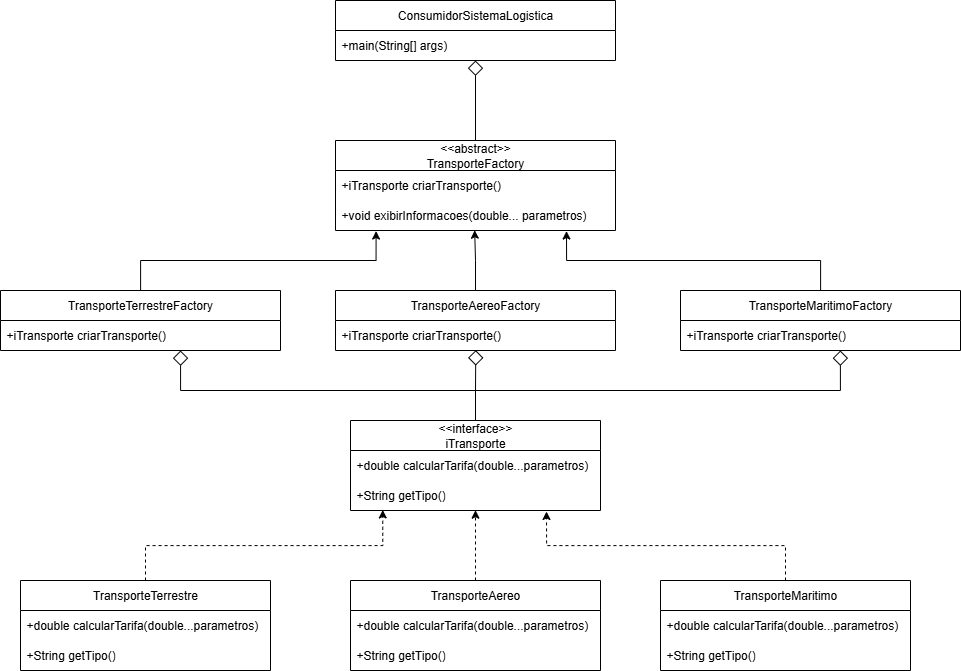 ConsumidorSistemaLogistica
+main(String[] args)
<<abstract>>
TransporteFactory
+iTransporte criarTransporte()
+void exibirInformacoes(double... parametros)
TransporteTerrestreFactory
+iTransporte criarTransporte()
TransporteAereoFactory
+iTransporte criarTransporte()
TransporteMaritimoFactory
+iTransporte criarTransporte()
<<interface>>
iTransporte
+double calcularTarifa(double...parametros)
+String getTipo()
TransporteTerrestre
+double calcularTarifa(double...parametros)
+String getTipo()
TransporteAereo
+double calcularTarifa(double...parametros)
+String getTipo()
TransporteMaritimo
+double calcularTarifa(double...parametros)
+String getTipo()